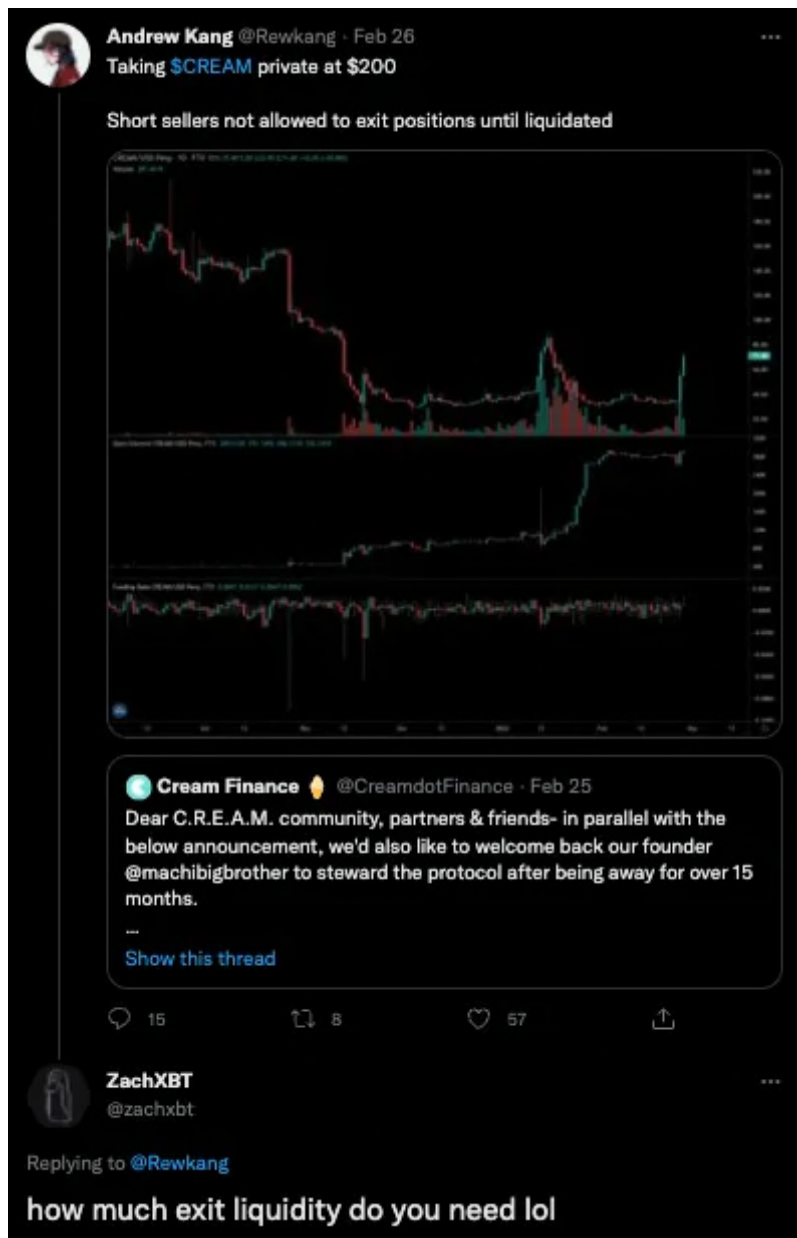 Andrew Kang @Rewkang · Feb 26
Taking $CREAM private at $200
Short sellers not allowed to exit positions until liquidated
Cream Finance 🍦 @CreamdotFinance · Feb 25
Dear C.R.E.A.M. community, partners & friends- in parallel with the
below announcement, we'd also like to welcome back our founder
@machibigbrother to steward the protocol after being away for over 15
months.
...
Show this thread
15 8 57
ZachXBT
@zachxbt
Replying to @Rewkang
how much exit liquidity do you need lol